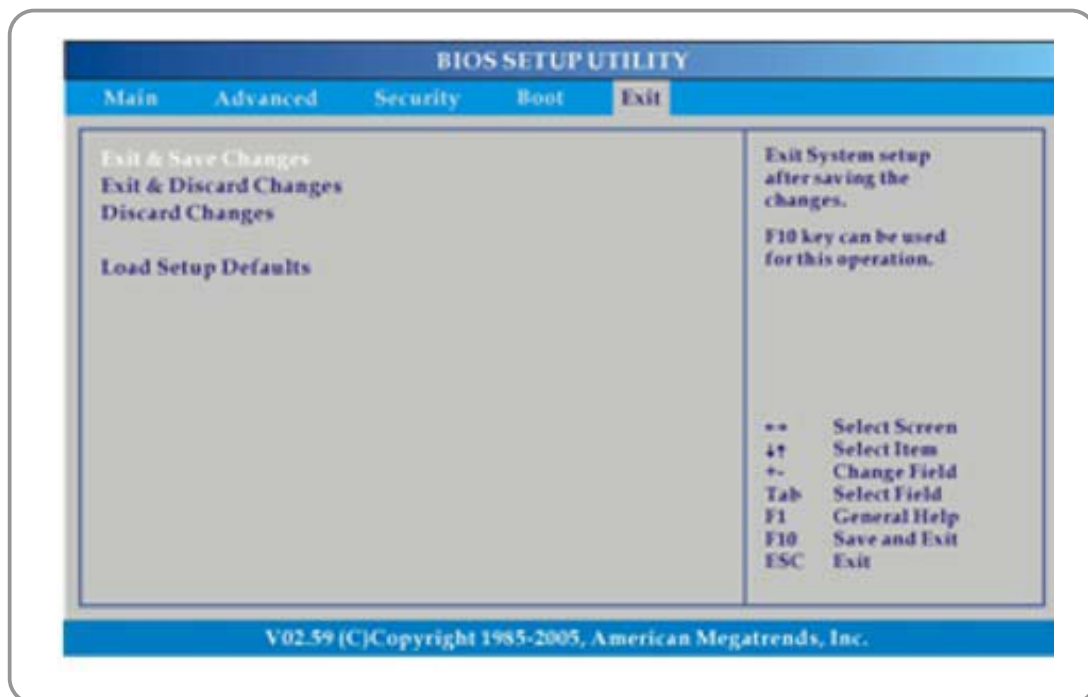 BIOS SETUP UTILITY
Main Advanced Security Boot Exit
Exit & Save Changes
Exit & Discard Changes
Discard Changes
Load Setup Defaults
Exit System setup
after saving the
changes.
F10 key can be used
for this operation.
←→ Select Screen
↓↑ Select Item
+- Change Field
Tab Select Field
F1 General Help
F10 Save and Exit
ESC Exit
V02.59 (C)Copyright 1985-2005, American Megatrends, Inc.